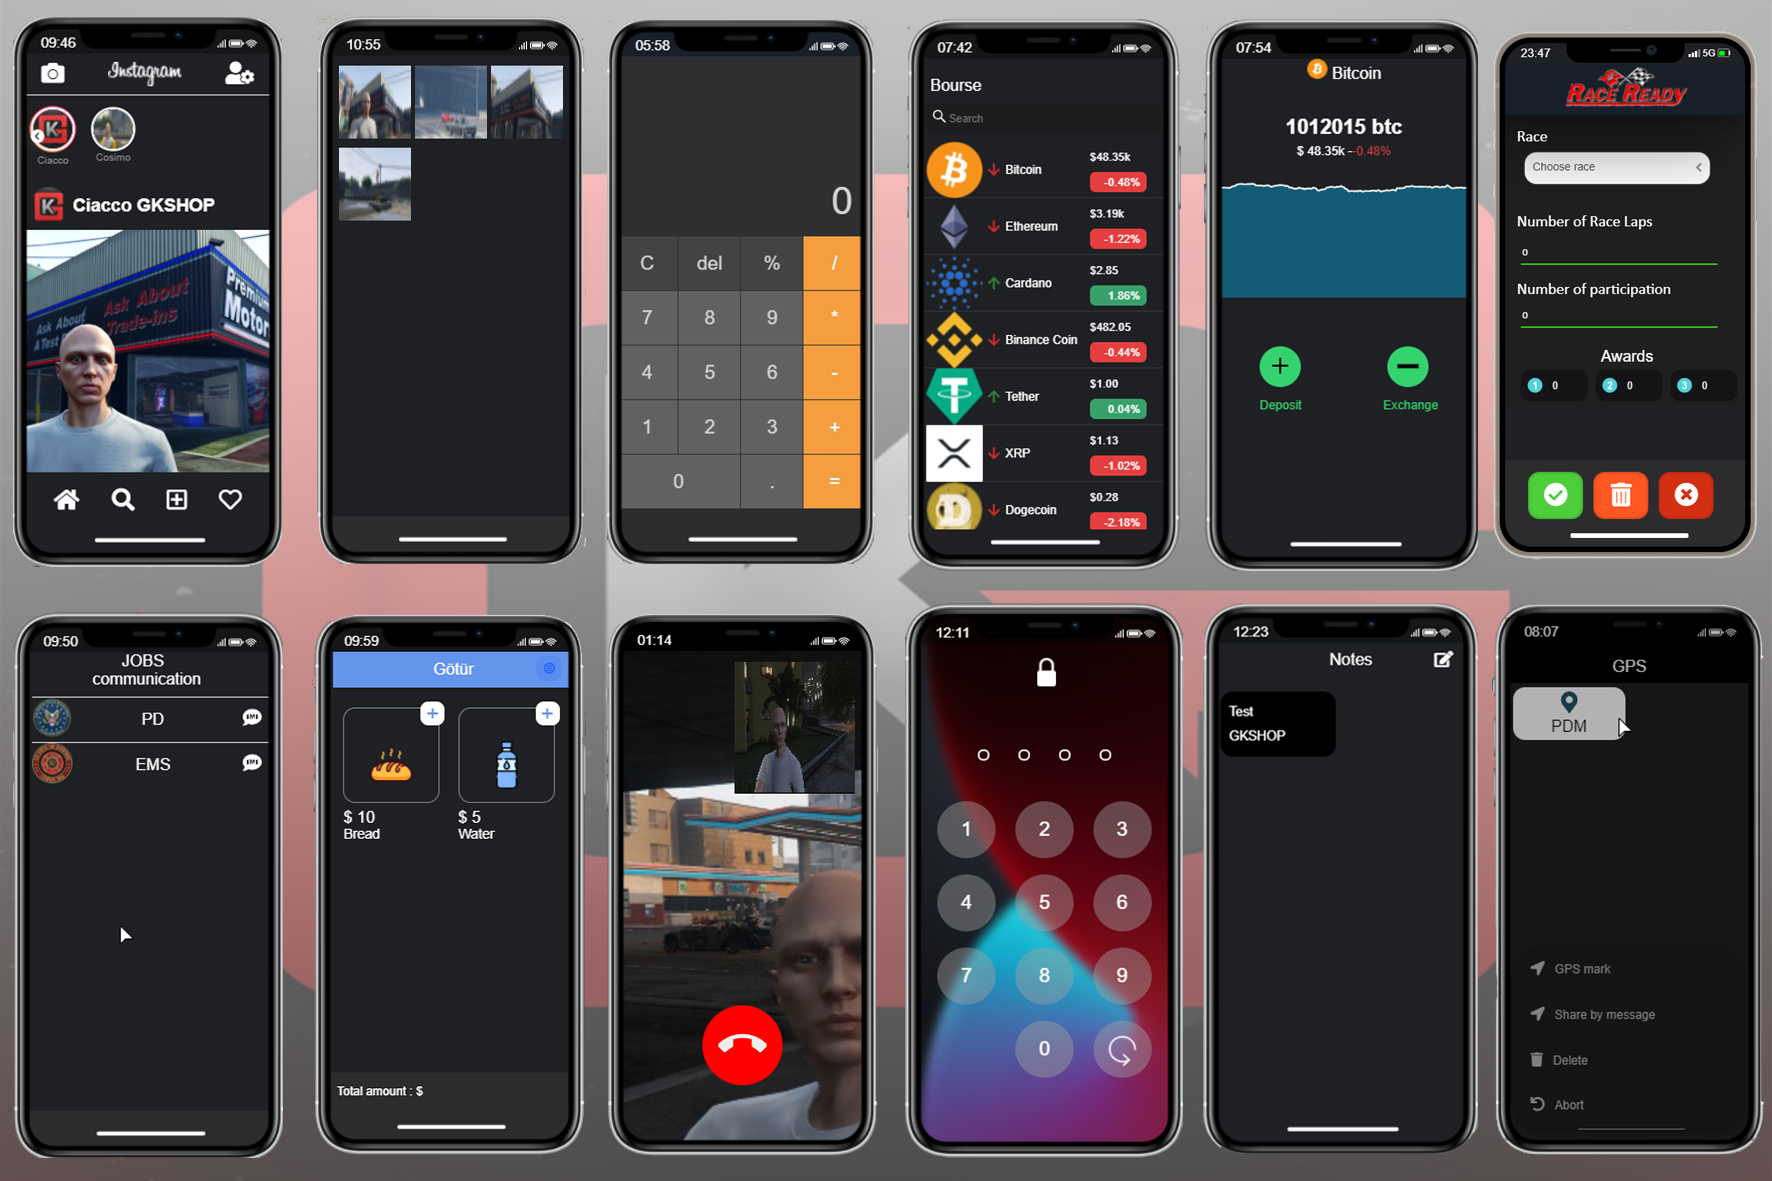 09:46
Instagram
Ciacco
Cosimo
Ciacco GKSHOP
Ask About
Trade-ins
Ask About
A Test
Premium
Motor
10:55
05:58
0
C del % /
7 8 9 *
4 5 6 -
1 2 3 +
0 . =
07:42
Bourse
Search
Bitcoin
$48.35k
-0.48%
Ethereum
$3.19k
-1.22%
Cardano
$2.85
1.86%
Binance Coin
$482.05
-0.44%
Tether
$1.00
0.04%
XRP
$1.13
-1.02%
Dogecoin
$0.28
-2.18%
07:54
Bitcoin
1012015 btc
$ 48.35k --0.48%
Deposit
Exchange
23:47
5G
RACE READY
Race
Choose race
Number of Race Laps
0
Number of participation
0
Awards
1 0
2 0
3 0
09:50
JOBS
communication
PD
SMS
EMS
SMS
09:59
Götür
$ 10
Bread
$ 5
Water
Total amount : $
01:14
12:11
1 2 3
4 5 6
7 8 9
0
12:23
Notes
Test
GKSHOP
08:07
GPS
PDM
GPS mark
Share by message
Delete
Abort